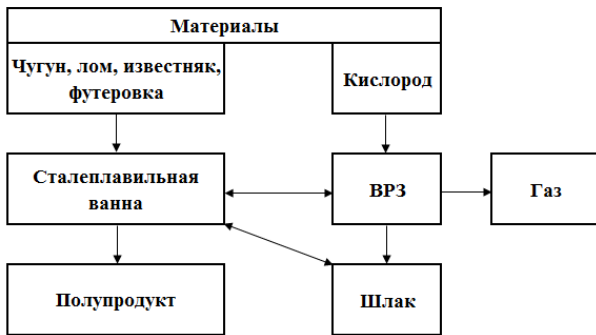 Материалы
Чугун, лом, известняк,
футеровка
Кислород
Сталеплавильная
ванна
ВРЗ
Газ
Полупродукт
Шлак